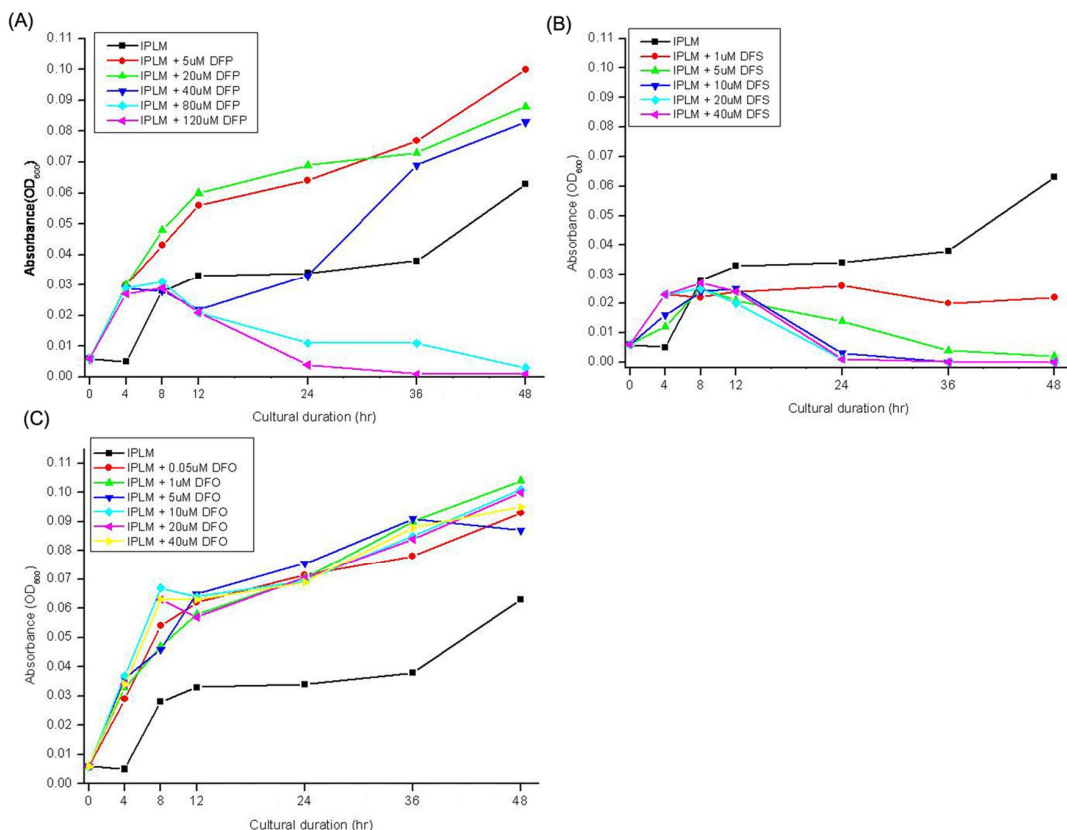 (A)
0.11
0.10
0.09
0.08
0.07
0.06
0.05
0.04
0.03
0.02
0.01
0.00
Absorbance(OD600)
IPLM
IPLM + 5uM DFP
IPLM + 20uM DFP
IPLM + 40uM DFP
IPLM + 80uM DFP
IPLM + 120uM DFP
0 4 8 12 24 36 48
Cultural duration (hr)
(B)
0.11
0.10
0.09
0.08
0.07
0.06
0.05
0.04
0.03
0.02
0.01
0.00
Absorbance (OD600)
IPLM
IPLM + 1uM DFS
IPLM + 5uM DFS
IPLM + 10uM DFS
IPLM + 20uM DFS
IPLM + 40uM DFS
0 4 8 12 24 36 48
Cultural duration (hr)
(C)
0.11
0.10
0.09
0.08
0.07
0.06
0.05
0.04
0.03
0.02
0.01
0.00
Absorbance (OD600)
IPLM
IPLM + 0.05uM DFO
IPLM + 1uM DFO
IPLM + 5uM DFO
IPLM + 10uM DFO
IPLM + 20uM DFO
IPLM + 40uM DFO
0 4 8 12 24 36 48
Cultural duration (hr)